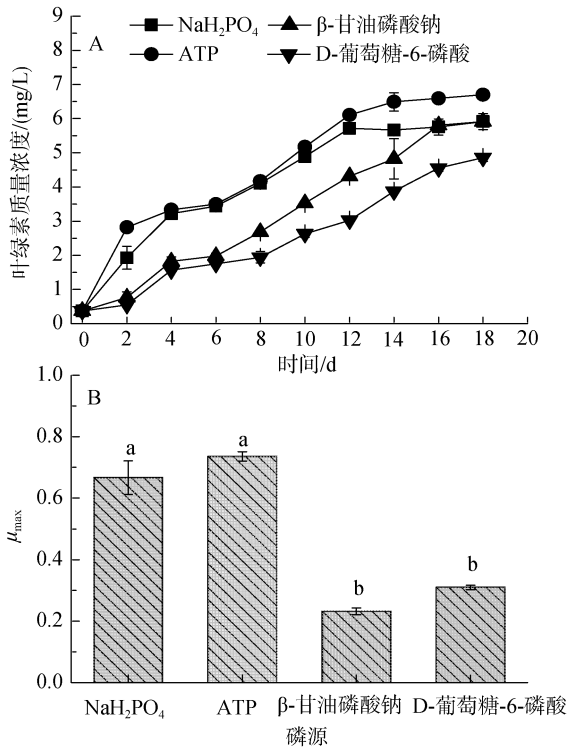 A
NaH₂PO₄ β-甘油磷酸钠
ATP D-葡萄糖-6-磷酸
叶绿素质量浓度/(mg/L)
9
8
7
6
5
4
3
2
1
0
0 2 4 6 8 10 12 14 16 18 20
时间/d
B
1.0
0.8
0.6
0.4
0.2
0.0
μmax
a a b b
NaH₂PO₄ ATP β-甘油磷酸钠 D-葡萄糖-6-磷酸
磷源